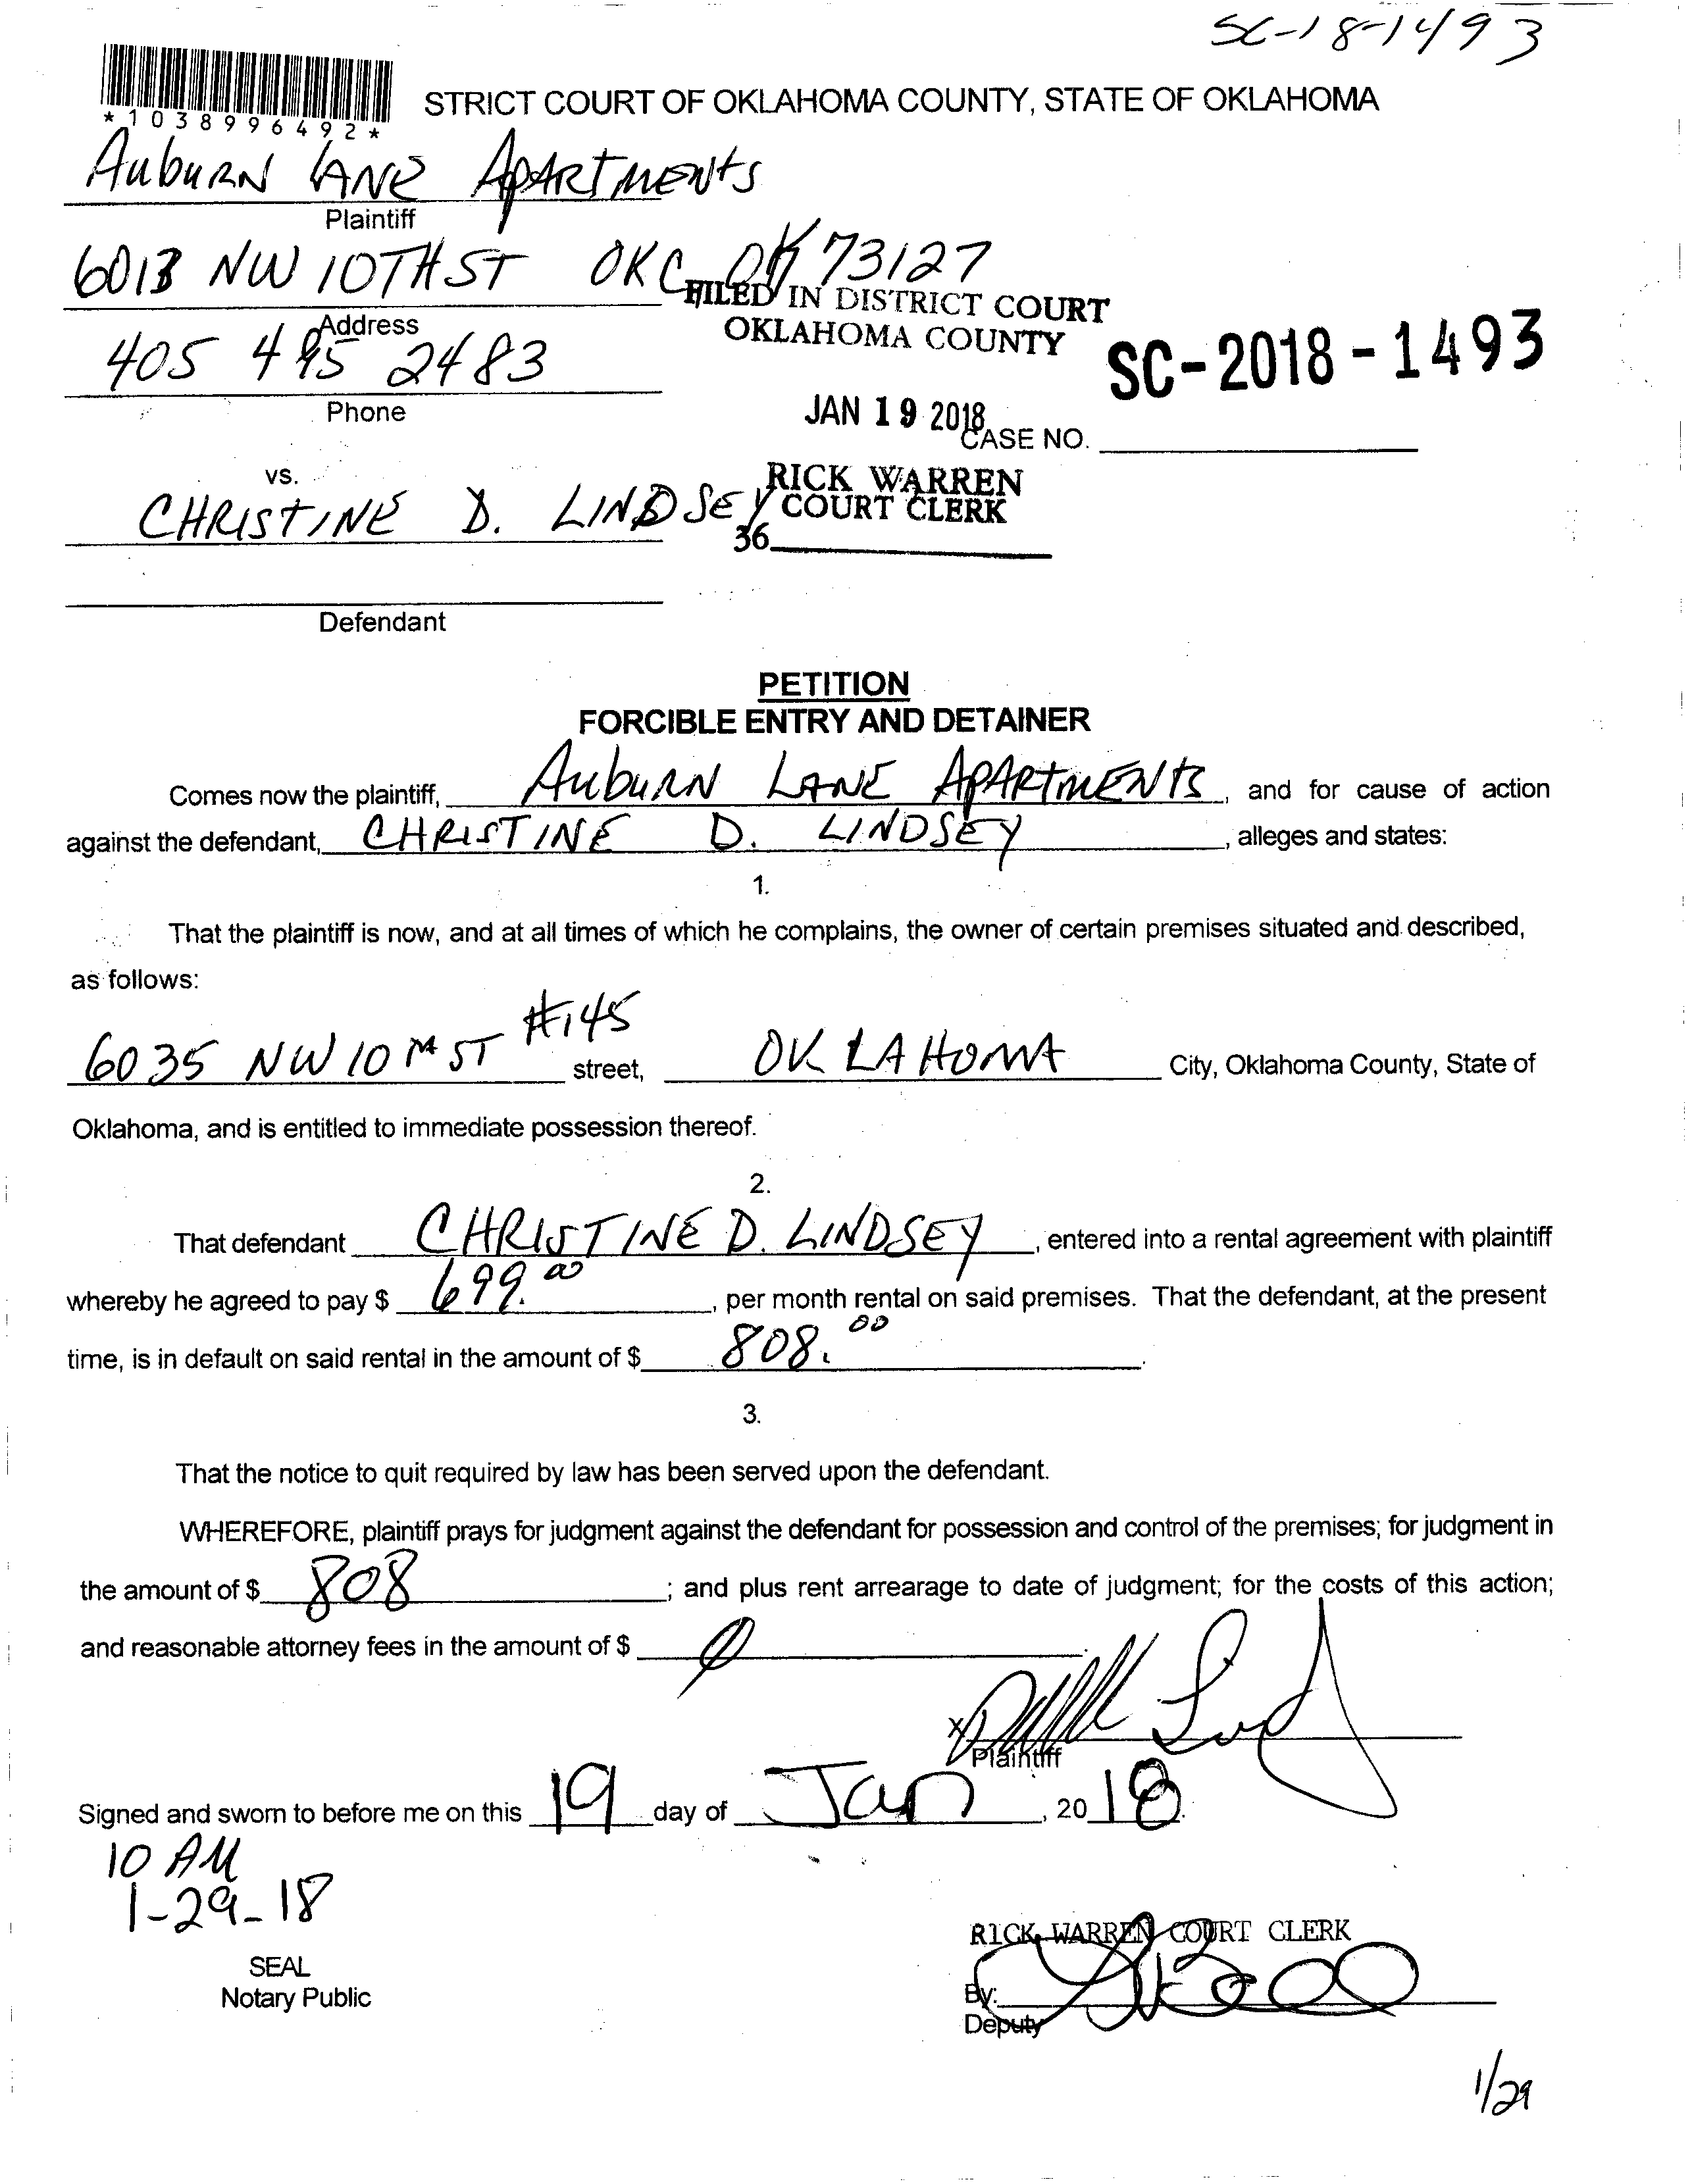 SC-18-1493
*1038996492*
STRICT COURT OF OKLAHOMA COUNTY, STATE OF OKLAHOMA
AubuRN LANE APARTMENTS
Plaintiff
6013 NW 10TH ST OKC OK 73127
FILED IN DISTRICT COURT
OKLAHOMA COUNTY
Address
405 495 2483
SC-2018-1493
Phone
JAN 19 2018
CASE NO.
vs.
RICK WARREN
COURT CLERK
CHRISTINE D. LINDSEY
36
Defendant
PETITION
FORCIBLE ENTRY AND DETAINER
Comes now the plaintiff, AubuRN LANE APARTMENTS, and for cause of action
against the defendant, CHRISTINE D. LINDSEY, alleges and states:
1.
That the plaintiff is now, and at all times of which he complains, the owner of certain premises situated and described,
as follows:
6035 NW 10TH ST #145 street, OKLAHOMA City, Oklahoma County, State of
Oklahoma, and is entitled to immediate possession thereof.
2.
That defendant CHRISTINE D. LINDSEY, entered into a rental agreement with plaintiff
whereby he agreed to pay $ 699.00, per month rental on said premises. That the defendant, at the present
time, is in default on said rental in the amount of $ 808.00.
3.
That the notice to quit required by law has been served upon the defendant.
WHEREFORE, plaintiff prays for judgment against the defendant for possession and control of the premises; for judgment in
the amount of $ 808; and plus rent arrearage to date of judgment; for the costs of this action;
and reasonable attorney fees in the amount of $ 0.
X
Plaintiff
Signed and sworn to before me on this 19 day of Jan, 2018.
10 AM
1-29-18
SEAL
Notary Public
RICK WARREN COURT CLERK
By:
Deputy
1/29